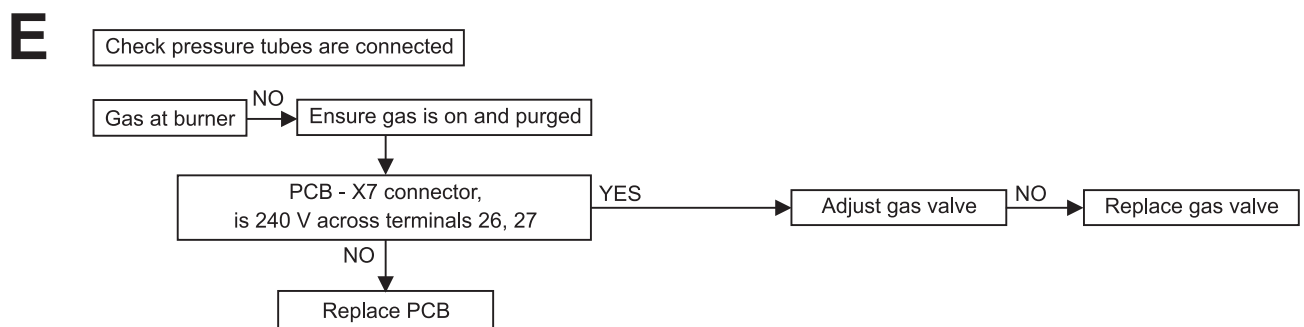 E
Check pressure tubes are connected
Gas at burner
NO
Ensure gas is on and purged
PCB - X7 connector,
is 240 V across terminals 26, 27
YES
Adjust gas valve
NO
Replace gas valve
NO
Replace PCB